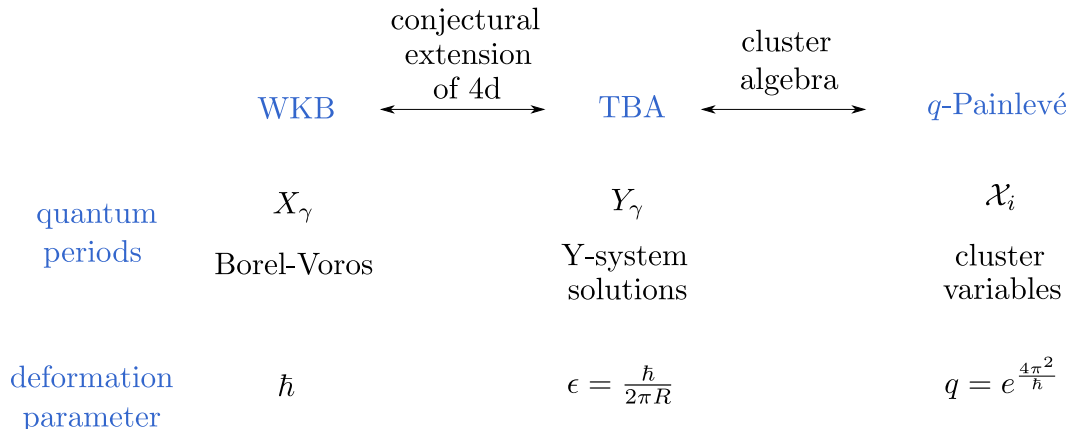 conjectural
extension
of 4d
cluster
algebra
WKB TBA q-Painlevé
quantum
periods
X_γ Y_γ 𝒳_i
Borel-Voros
Y-system
solutions
cluster
variables
deformation
parameter
ℏ ϵ = ℏ/2πR q = e^{4π²/ℏ}